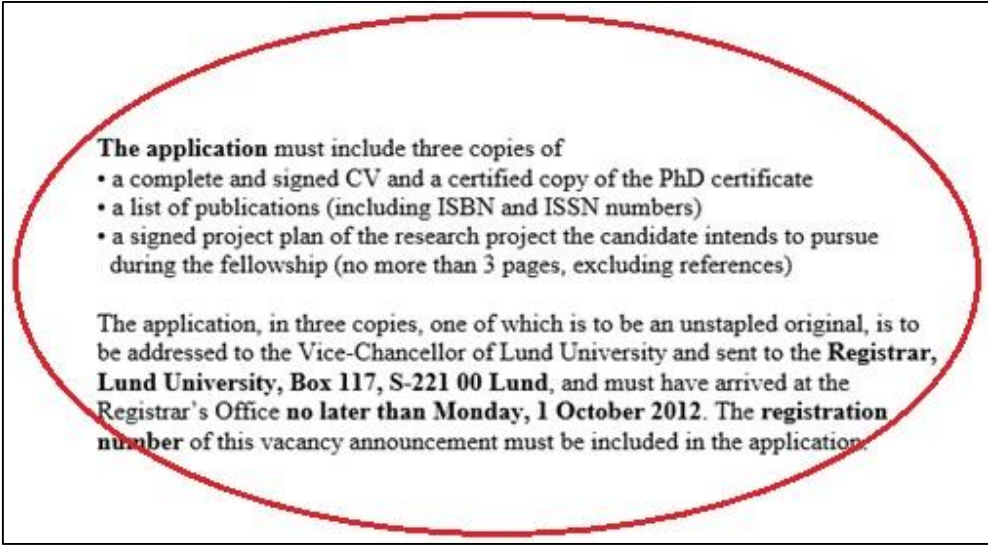 The application must include three copies of
• a complete and signed CV and a certified copy of the PhD certificate
• a list of publications (including ISBN and ISSN numbers)
• a signed project plan of the research project the candidate intends to pursue
during the fellowship (no more than 3 pages, excluding references)
The application, in three copies, one of which is to be an unstapled original, is to
be addressed to the Vice-Chancellor of Lund University and sent to the Registrar,
Lund University, Box 117, S-221 00 Lund, and must have arrived at the
Registrar's Office no later than Monday, 1 October 2012. The registration
number of this vacancy announcement must be included in the application.